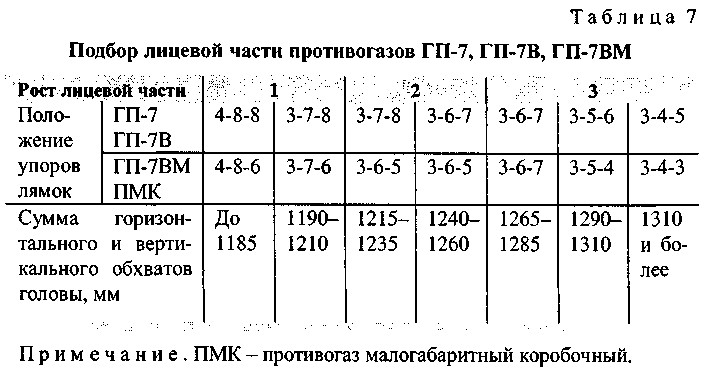 Таблица 7
Подбор лицевой части противогазов ГП-7, ГП-7В, ГП-7ВМ
Рост лицевой части 1 2 3
Поло- ГП-7 4-8-8 3-7-8 3-7-8 3-6-7 3-6-7 3-5-6 3-4-5
жение ГП-7В
упоров ГП-7ВМ 4-8-6 3-7-6 3-6-5 3-6-5 3-6-7 3-5-4 3-4-3
лямок ПМК
Сумма горизон- До 1190– 1215– 1240– 1265– 1290– 1310
тального и верти- 1185 1210 1235 1260 1285 1310 и бо-
кального обхватов лее
головы, мм
Примечание. ПМК – противогаз малогабаритный коробочный.